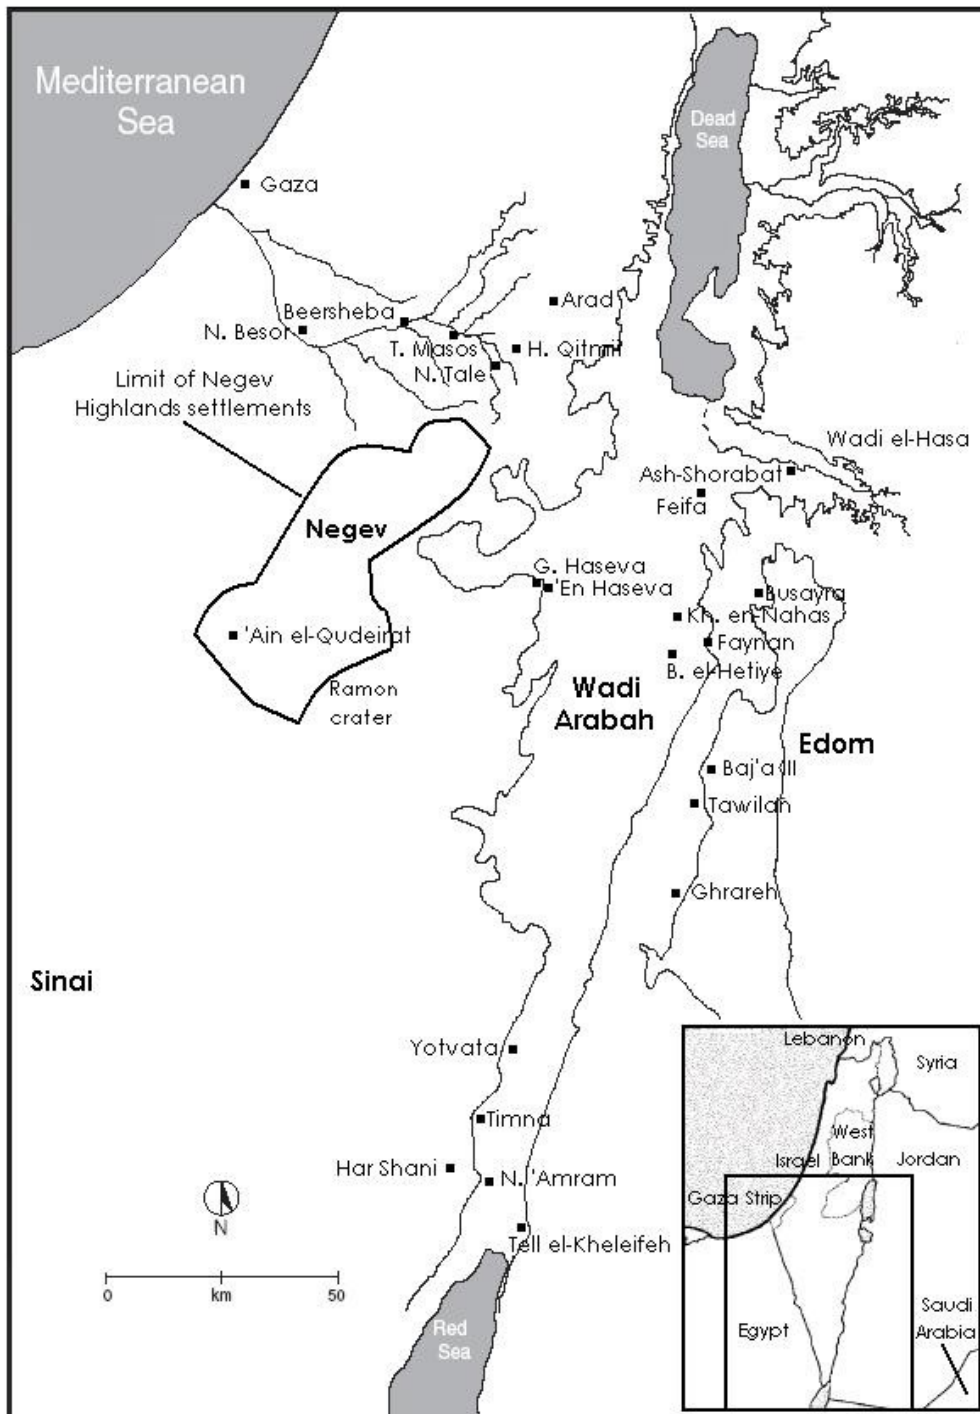 Mediterranean
Sea
Dead
Sea
Gaza
Arad
Beersheba
N. Besor
T. Masos
H. Qitmit
N. Tale
Limit of Negev
Highlands settlements
Wadi el-Hasa
Ash-Shorabat
Feifa
Negev
G. Haseva
'En Haseva
Busayra
Kh. en-Nahas
'Ain el-Qudeirat
Faynan
B. el-Hetiye
Ramon
crater
Wadi
Arabah
Edom
Baj'a III
Tawilah
Ghrareh
Sinai
Yotvata
Timna
Har Shani
N. 'Amram
Tell el-Kheleifeh
N
0 km 50
Red
Sea
Lebanon
Syria
West
Bank
Israel
Jordan
Gaza Strip
Egypt
Saudi
Arabia